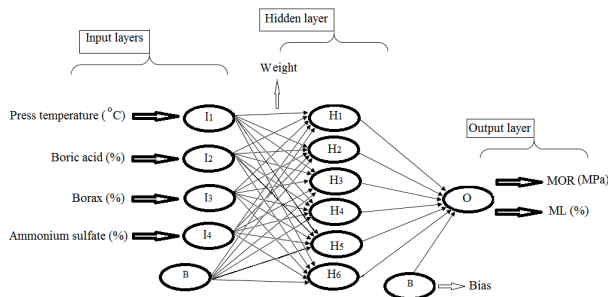 Hidden layer
Input layers
Weight
Press temperature (°C)
I1
H1
Output layer
Boric acid (%)
I2
H2
Borax (%)
I3
H3
O
MOR (MPa)
H4
ML (%)
Ammonium sulfate (%)
I4
H5
B
H6
B
Bias